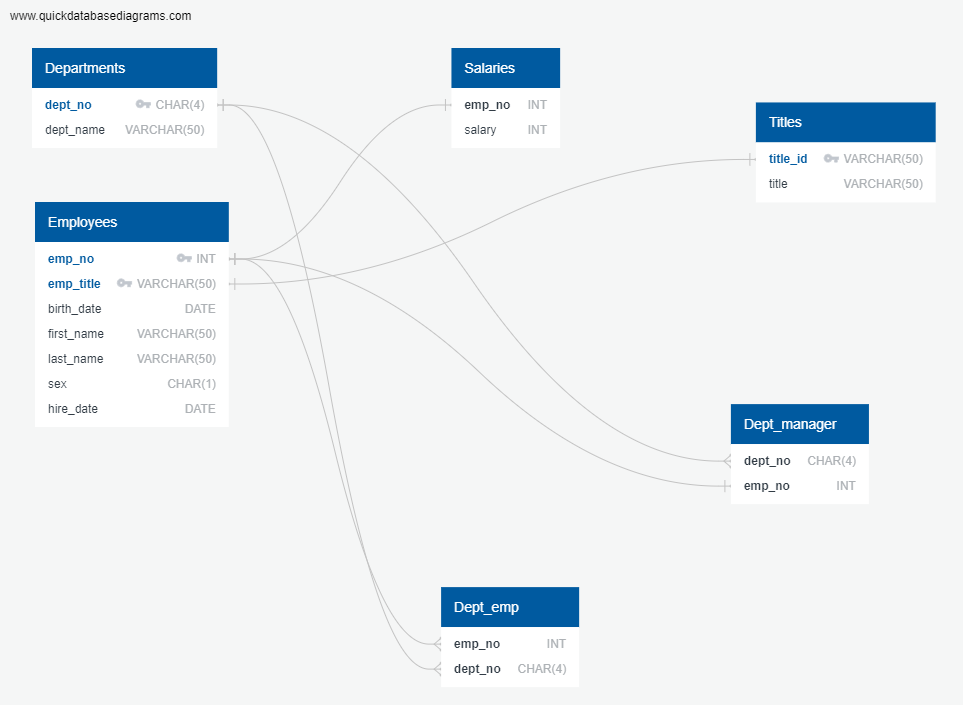 www.quickdatabasediagrams.com
Departments
dept_no CHAR(4)
dept_name VARCHAR(50)
Salaries
emp_no INT
salary INT
Titles
title_id VARCHAR(50)
title VARCHAR(50)
Employees
emp_no INT
emp_title VARCHAR(50)
birth_date DATE
first_name VARCHAR(50)
last_name VARCHAR(50)
sex CHAR(1)
hire_date DATE
Dept_manager
dept_no CHAR(4)
emp_no INT
Dept_emp
emp_no INT
dept_no CHAR(4)